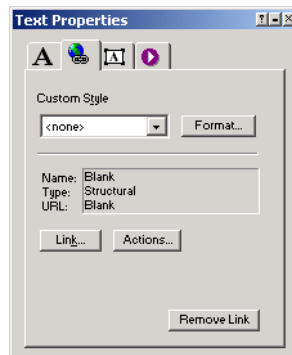 Text Properties
A
A
Custom Style
<none>
Format...
Name: Blank
Type: Structural
URL: Blank
Link...
Actions...
Remove Link